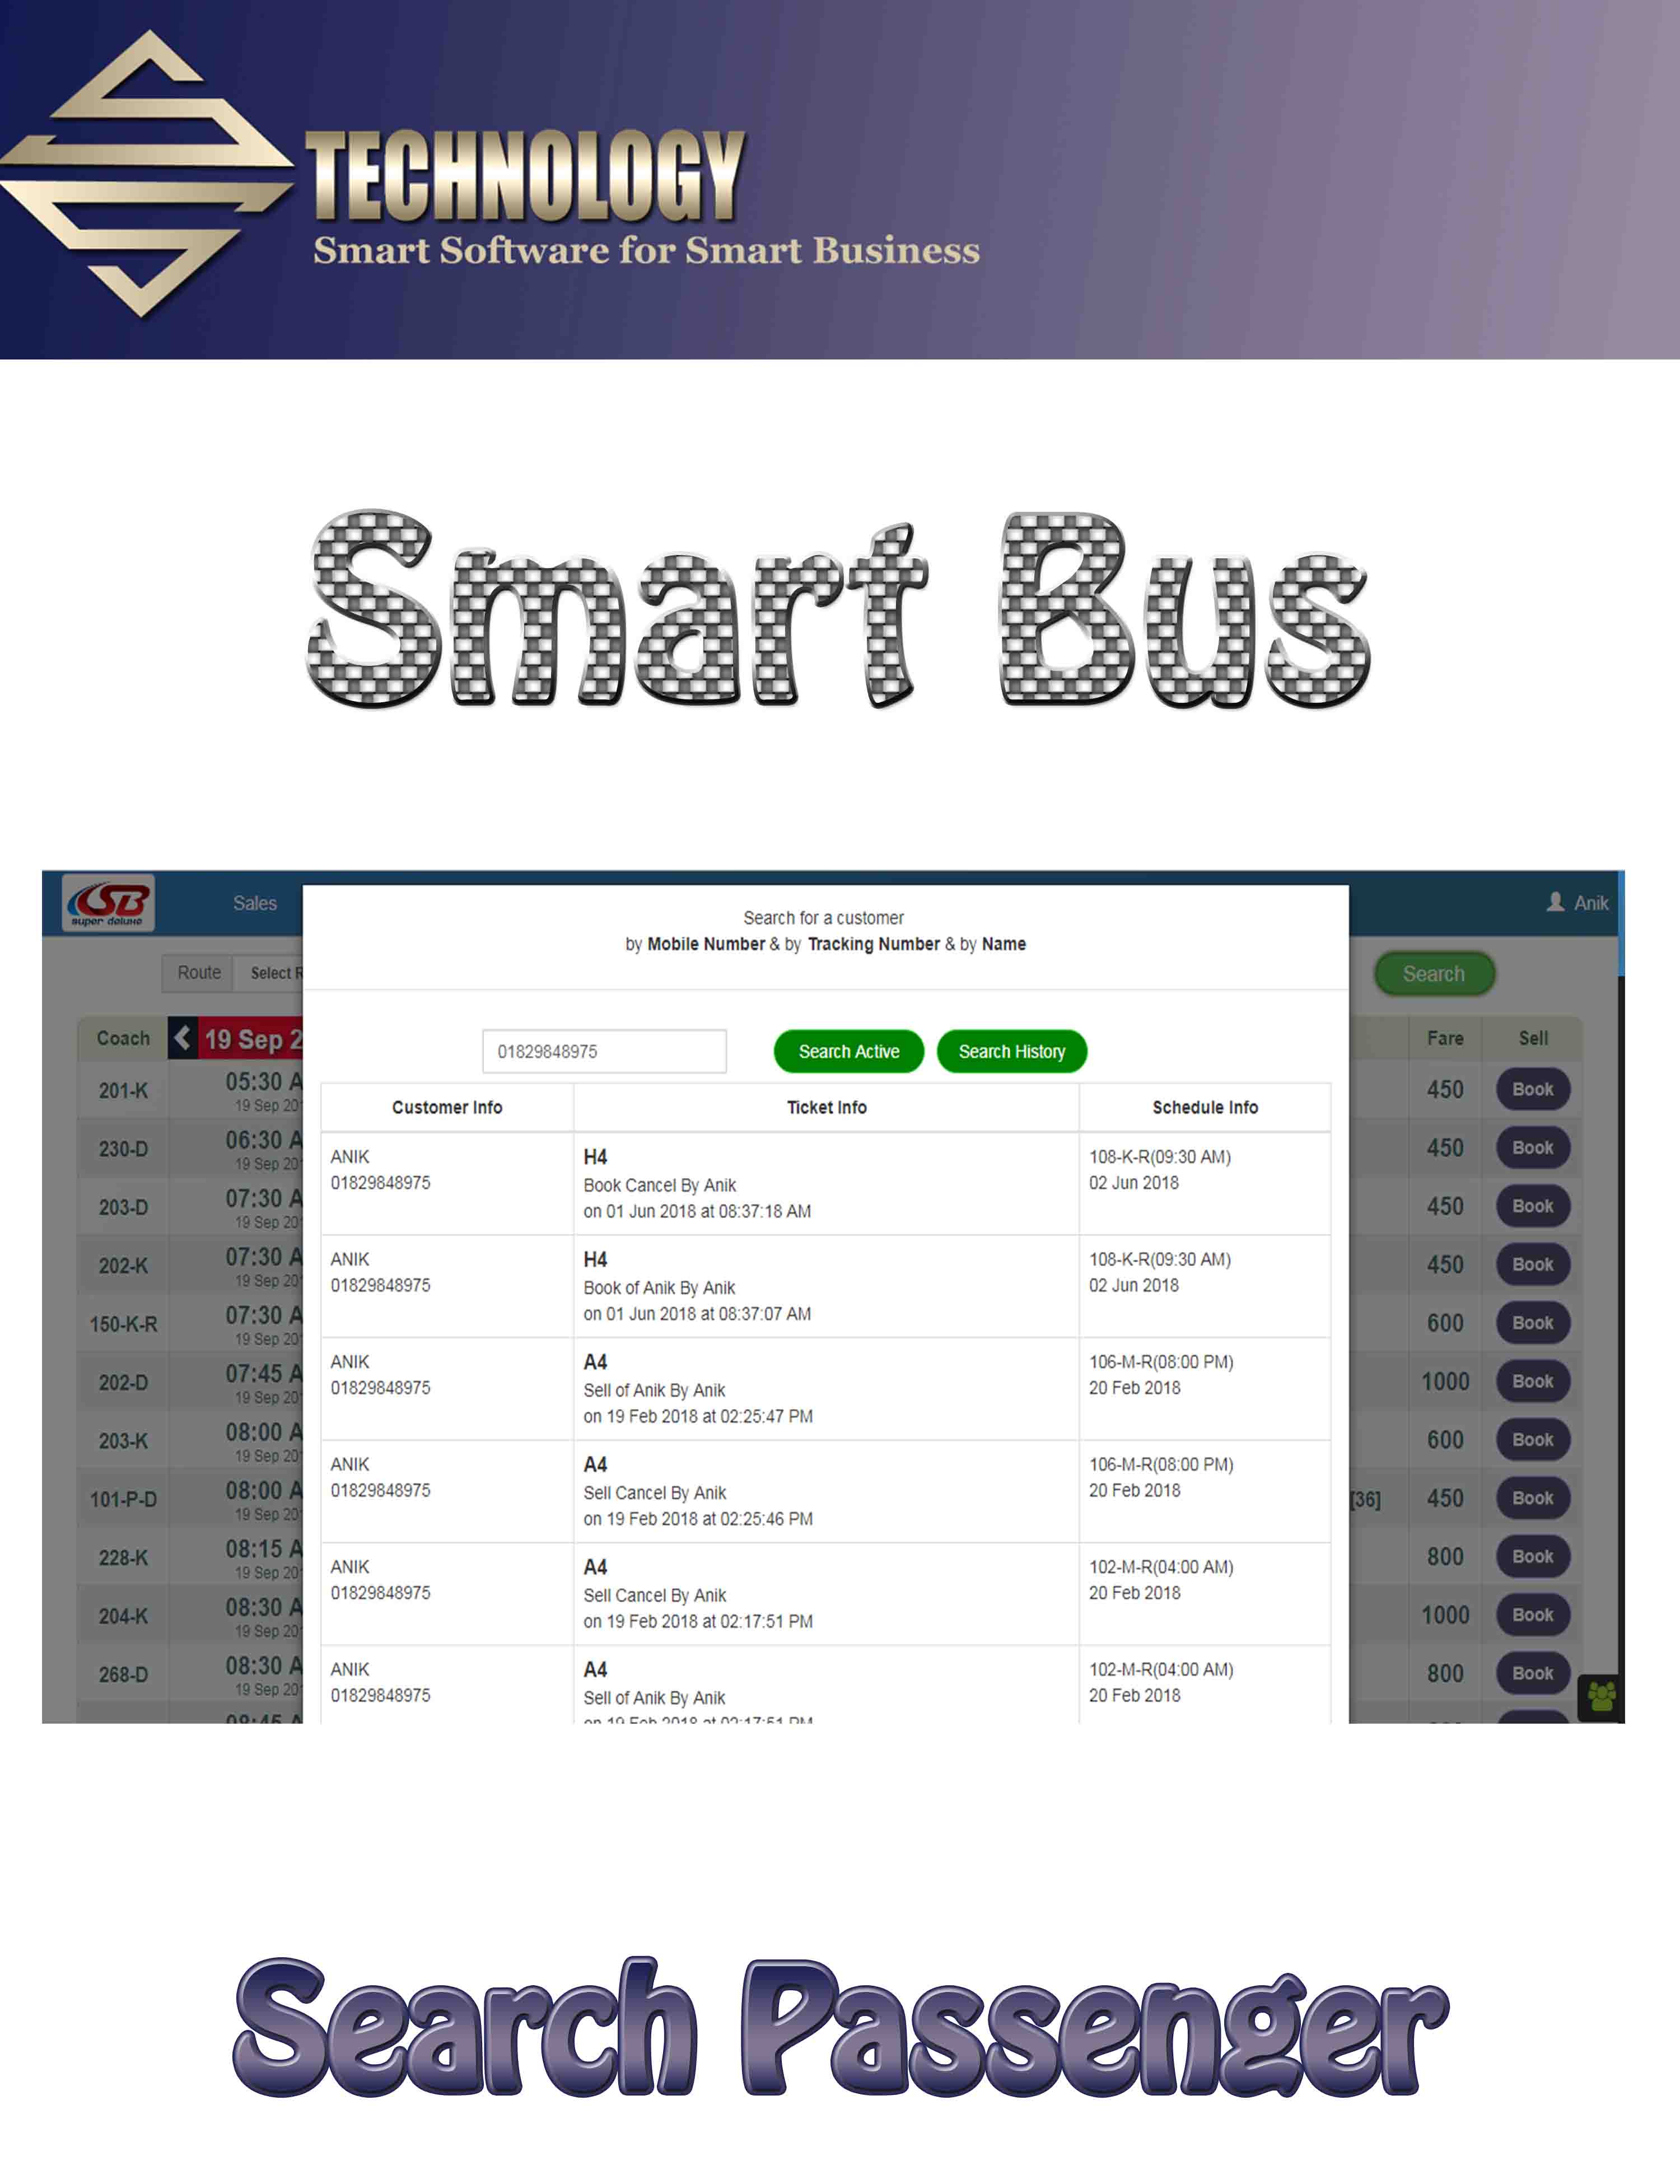 TECHNOLOGY
Smart Software for Smart Business
Smart Bus
SB
super deluxe
Sales
Anik
Search for a customer
by Mobile Number & by Tracking Number & by Name
Route
Select R
Search
01829848975
Search Active
Search History
Coach
19 Sep 2
Fare
Sell
Customer Info
Ticket Info
Schedule Info
201-K
05:30 A
19 Sep 20
450
Book
230-D
06:30 A
19 Sep 20
450
Book
203-D
07:30 A
19 Sep 20
450
Book
202-K
07:30 A
19 Sep 20
450
Book
150-K-R
07:30 A
19 Sep 20
600
Book
202-D
07:45 A
19 Sep 20
1000
Book
203-K
08:00 A
19 Sep 20
600
Book
101-P-D
08:00 A
19 Sep 20
[36]
450
Book
228-K
08:15 A
19 Sep 20
800
Book
204-K
08:30 A
19 Sep 20
1000
Book
268-D
08:30 A
19 Sep 20
800
Book
08:45 A
ANIK
01829848975
H4
Book Cancel By Anik
on 01 Jun 2018 at 08:37:18 AM
108-K-R(09:30 AM)
02 Jun 2018
ANIK
01829848975
H4
Book of Anik By Anik
on 01 Jun 2018 at 08:37:07 AM
108-K-R(09:30 AM)
02 Jun 2018
ANIK
01829848975
A4
Sell of Anik By Anik
on 19 Feb 2018 at 02:25:47 PM
106-M-R(08:00 PM)
20 Feb 2018
ANIK
01829848975
A4
Sell Cancel By Anik
on 19 Feb 2018 at 02:25:46 PM
106-M-R(08:00 PM)
20 Feb 2018
ANIK
01829848975
A4
Sell Cancel By Anik
on 19 Feb 2018 at 02:17:51 PM
102-M-R(04:00 AM)
20 Feb 2018
ANIK
01829848975
A4
Sell of Anik By Anik
on 19 Feb 2018 at 02:17:51 PM
102-M-R(04:00 AM)
20 Feb 2018
Search Passenger